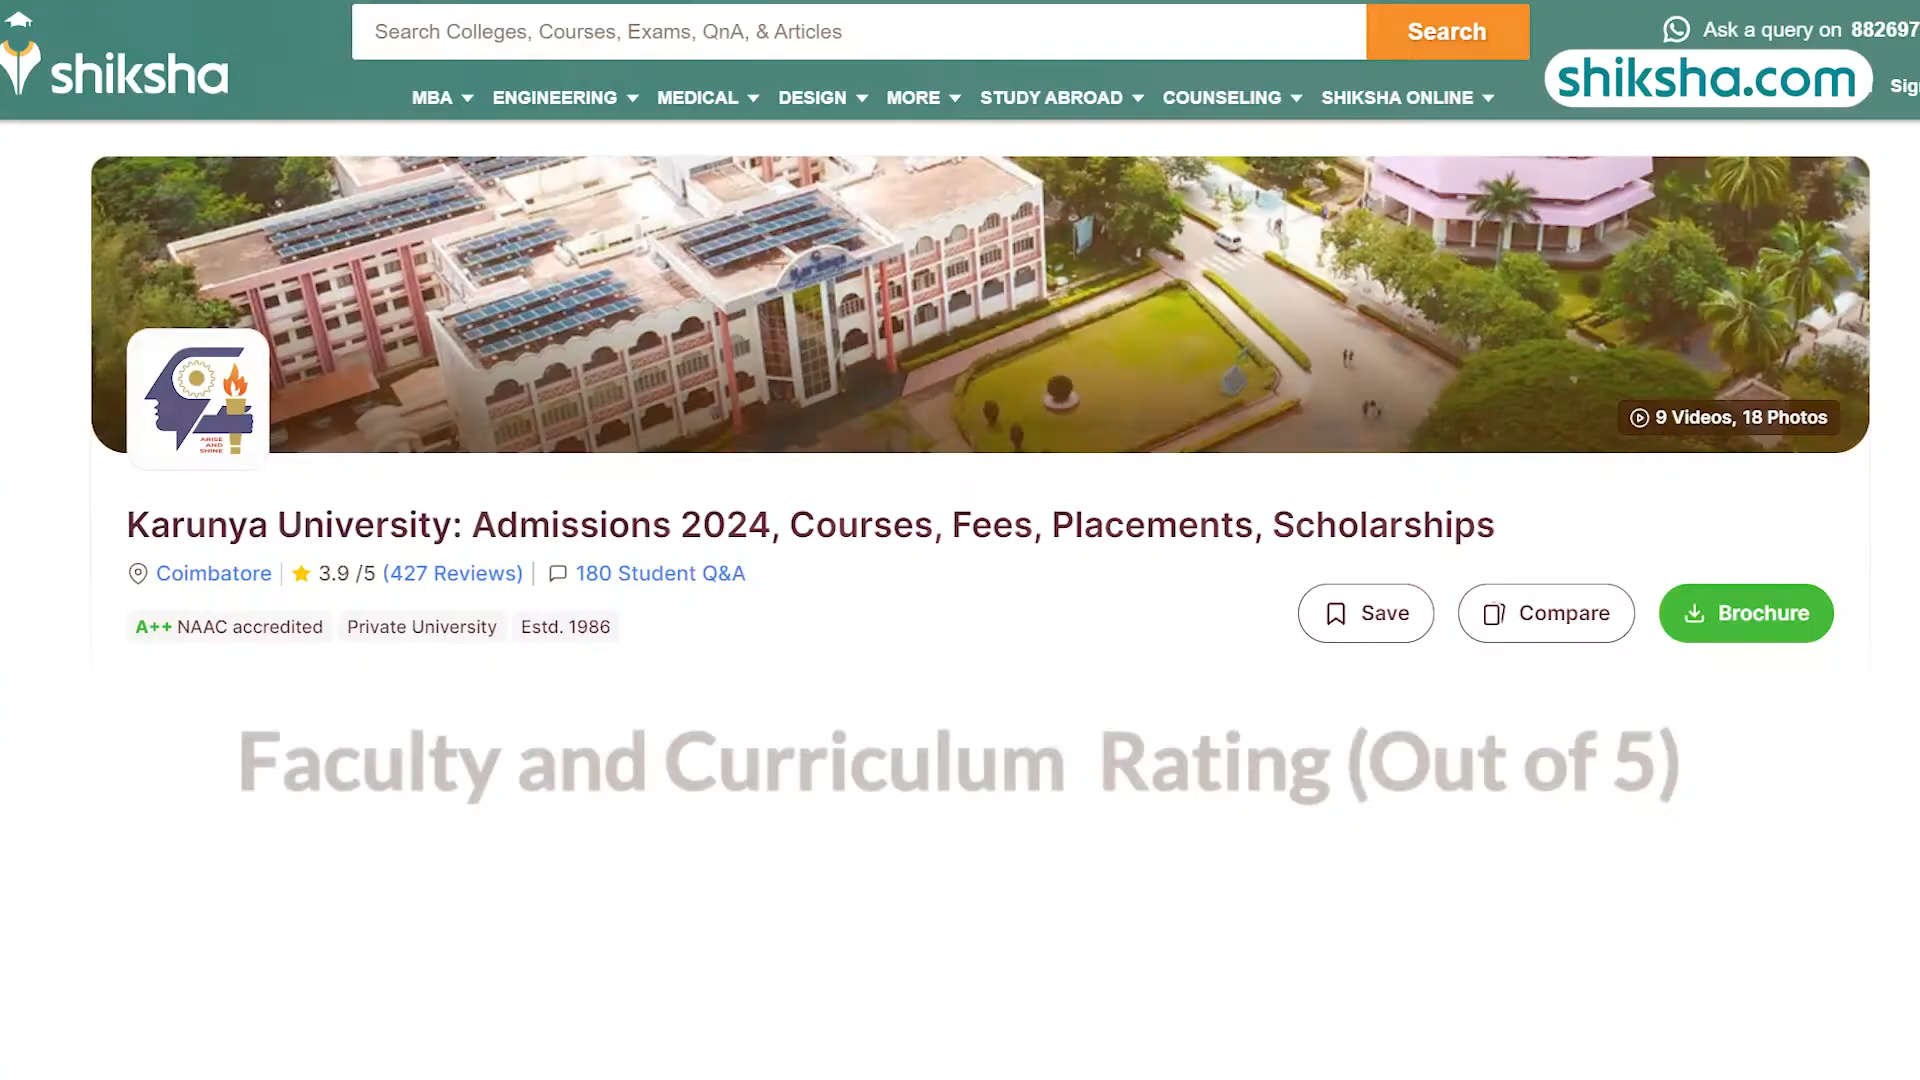 shiksha
Search Colleges, Courses, Exams, QnA, & Articles
Search
Ask a query on 882697
MBA
ENGINEERING
MEDICAL
DESIGN
MORE
STUDY ABROAD
COUNSELING
SHIKSHA ONLINE
shiksha.com
ARISE
AND
SHINE
9 Videos, 18 Photos
Karunya University: Admissions 2024, Courses, Fees, Placements, Scholarships
Coimbatore
3.9 /5 (427 Reviews)
180 Student Q&A
A++ NAAC accredited
Private University
Estd. 1986
Save
Compare
Brochure
Faculty and Curriculum Rating (Out of 5)